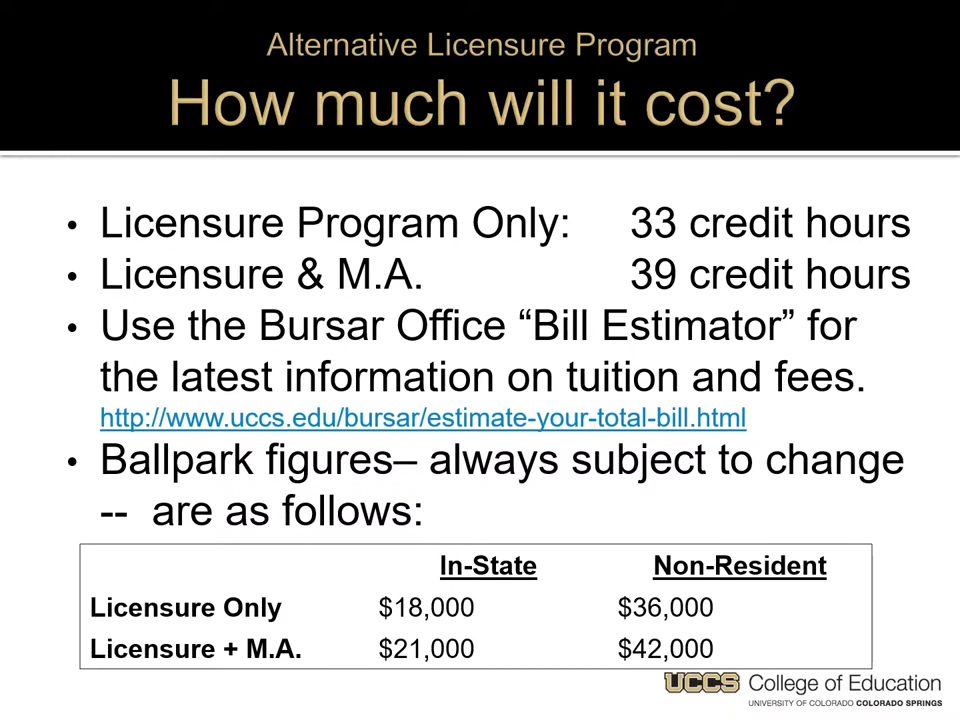 Alternative Licensure Program
How much will it cost?
• Licensure Program Only: 33 credit hours
• Licensure & M.A. 39 credit hours
• Use the Bursar Office “Bill Estimator” for
the latest information on tuition and fees.
http://www.uccs.edu/bursar/estimate-your-total-bill.html
• Ballpark figures– always subject to change
-- are as follows:
In-State Non-Resident
Licensure Only $18,000 $36,000
Licensure + M.A. $21,000 $42,000
UCCS College of Education
UNIVERSITY OF COLORADO COLORADO SPRINGS